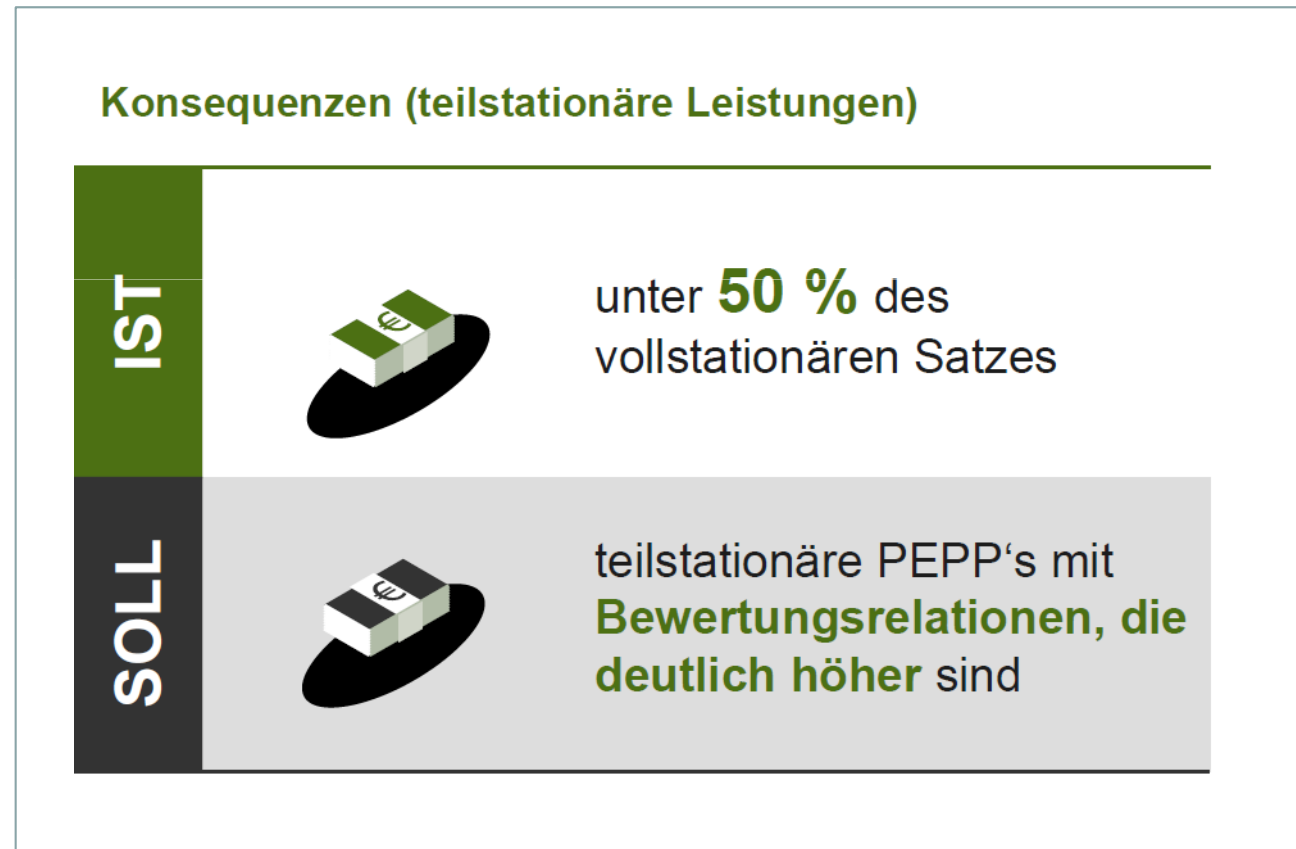 Konsequenzen (teilstationäre Leistungen)
IST
unter 50 % des
vollstationären Satzes
SOLL
teilstationäre PEPP‘s mit
Bewertungsrelationen, die
deutlich höher sind